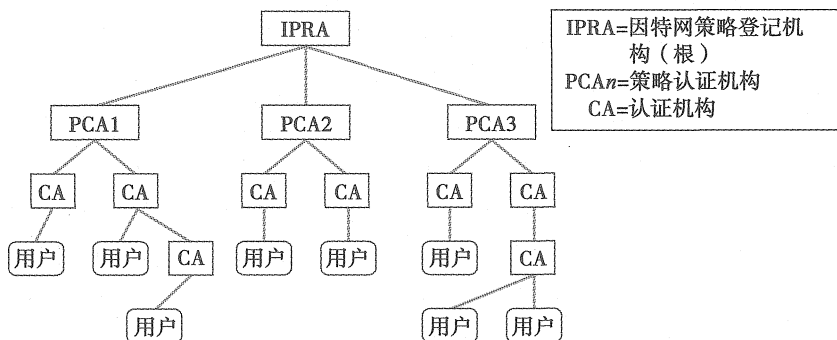 IPRA
IPRA=因特网策略登记机
构（根）
PCAn=策略认证机构
CA=认证机构
PCA1
PCA2
PCA3
CA
CA
CA
CA
CA
CA
用户
用户
CA
用户
用户
用户
CA
用户
用户
用户